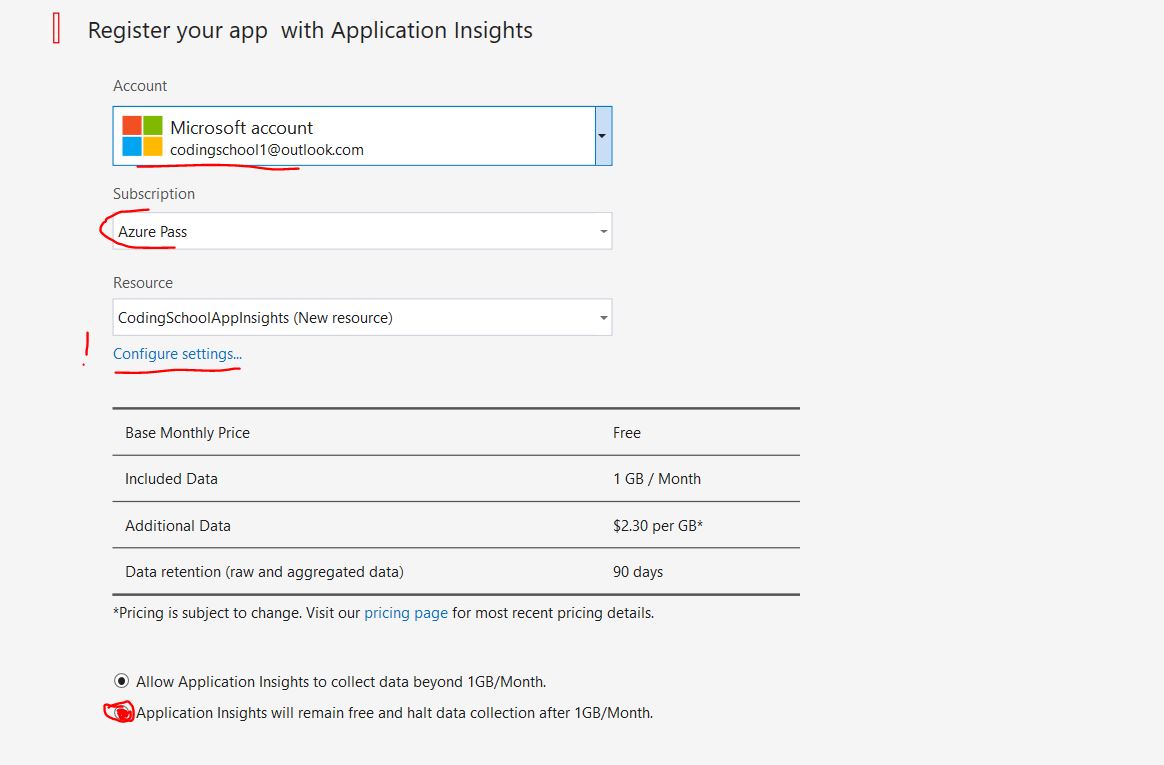 Register your app  with Application Insights
Account
Microsoft account
codingschool1@outlook.com
Subscription
Azure Pass
Resource
CodingSchoolAppInsights (New resource)
!
Configure settings...
Base Monthly Price Free
Included Data 1 GB / Month
Additional Data $2.30 per GB*
Data retention (raw and aggregated data) 90 days
*Pricing is subject to change. Visit our pricing page for most recent pricing details.
Allow Application Insights to collect data beyond 1GB/Month.
Application Insights will remain free and halt data collection after 1GB/Month.